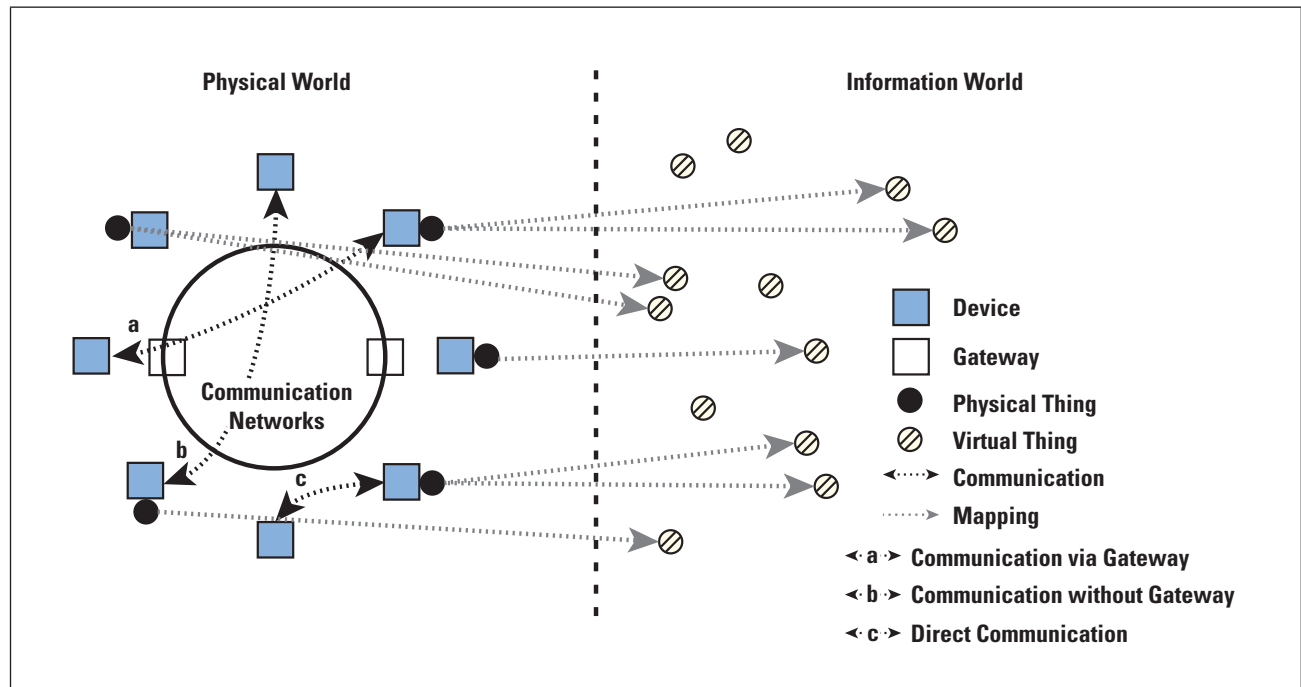 Physical World
Information World
a
Communication
Networks
b
c
Device
Gateway
Physical Thing
Virtual Thing
Communication
Mapping
a Communication via Gateway
b Communication without Gateway
c Direct Communication